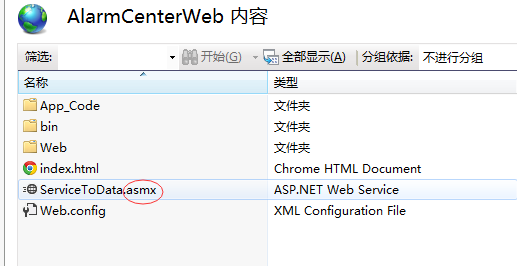 AlarmCenterWeb 内容
筛选: 开始(G) 全部显示(A) 分组依据: 不进行分组
名称 类型
App_Code 文件夹
bin 文件夹
Web 文件夹
index.html Chrome HTML Document
ServiceToData.asmx ASP.NET Web Service
Web.config XML Configuration File